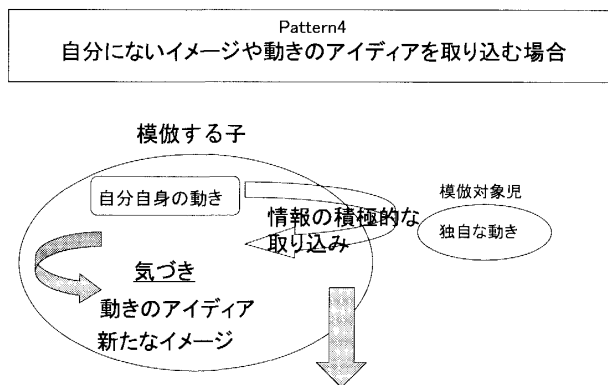 Pattern4
自分にないイメージや動きのアイディアを取り込む場合
模倣する子
自分自身の動き
情報の積極的な
取り込み
模倣対象児
独自な動き
気づき
動きのアイディア
新たなイメージ